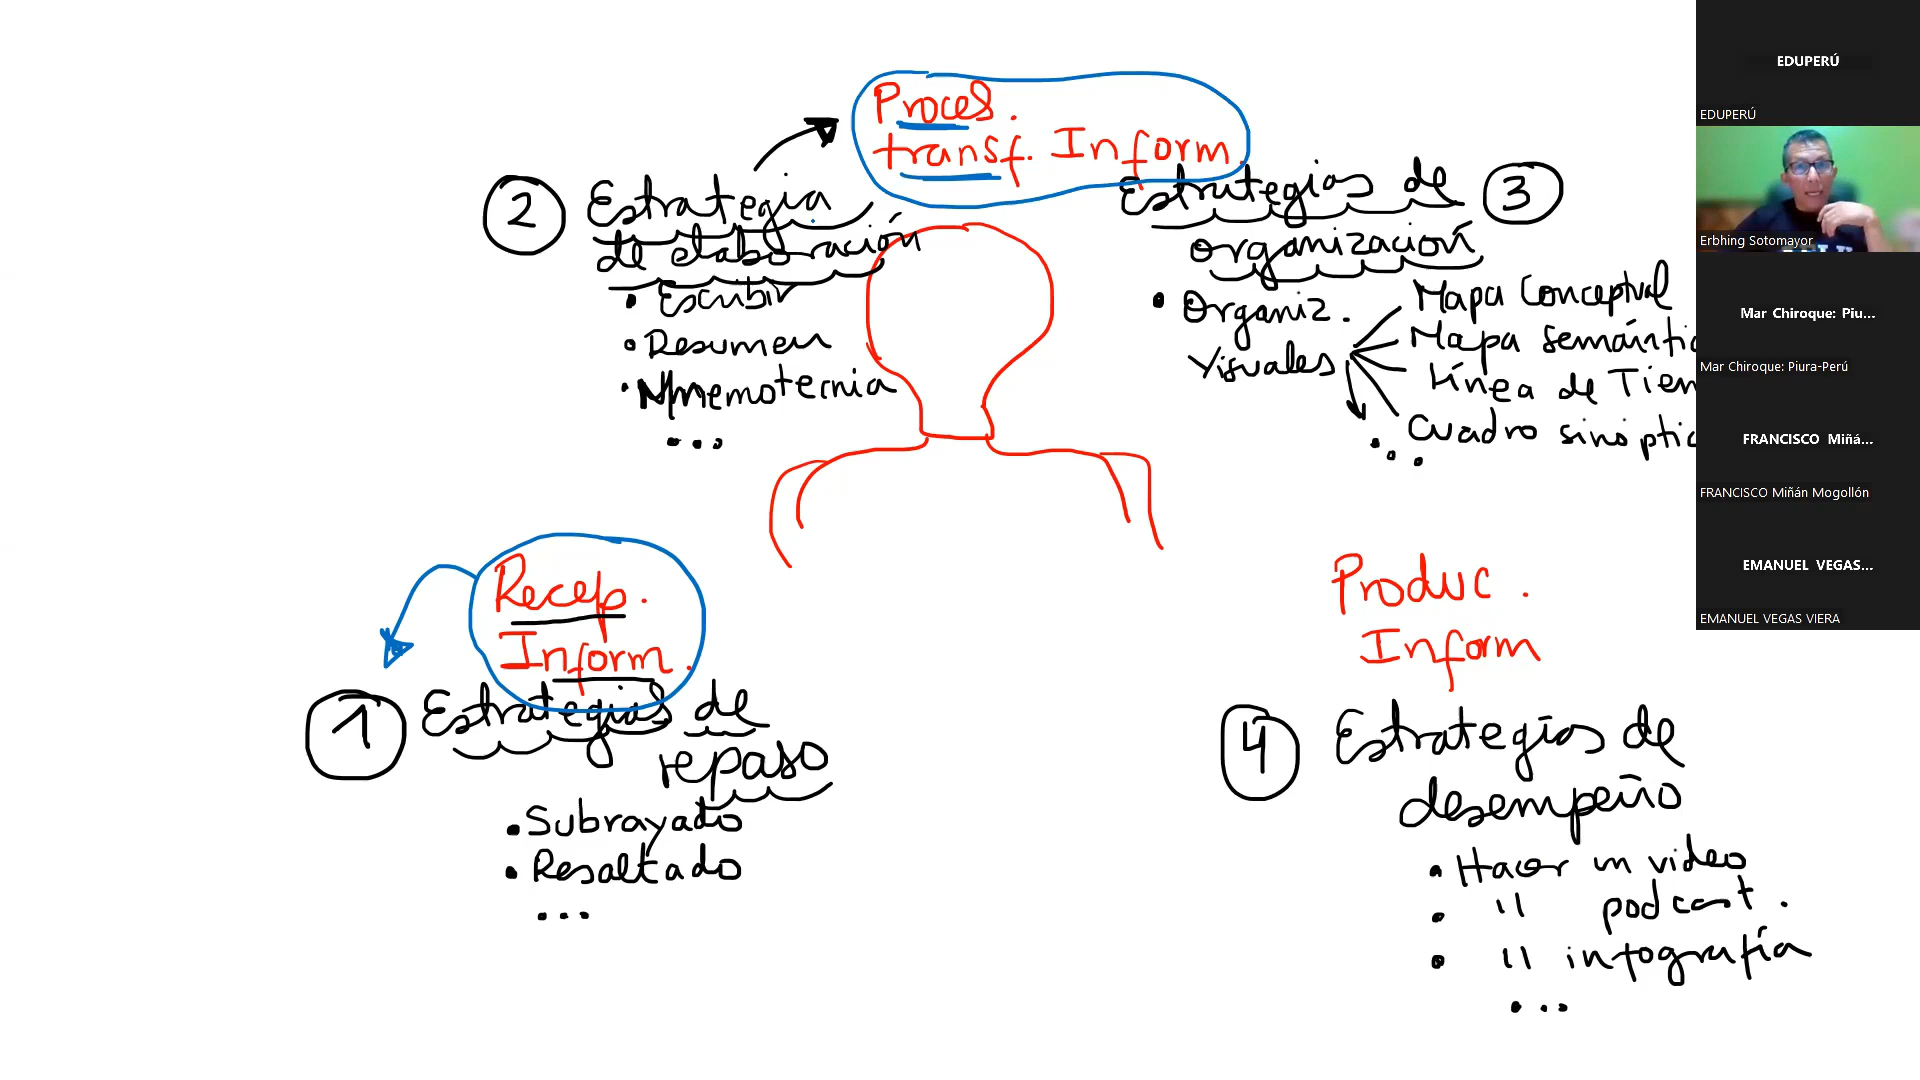 Proces.
transf. Inform.
2 Estrategia
de elaboración
• Escribir
• Resumen
• Mnemotecnia
...
Estrategias de 3
organización
• Organiz.
Visuales
Mapa Conceptual
Mapa Semántic
Línea de Tiem
Cuadro sinóptic
...
Recep.
Inform.
1 Estrategias de
repaso
• Subrayado
• Resaltado
...
Produc.
Inform
4 Estrategias de
desempeño
• Hacer un video
• " podcast.
• " intografía
...
EDUPERÚ
EDUPERÚ
Erbhing Sotomayor
Mar Chiroque: Piu...
Mar Chiroque: Piura-Perú
FRANCISCO Miñá...
FRANCISCO Miñán Mogollón
EMANUEL VEGAS...
EMANUEL VEGAS VIERA